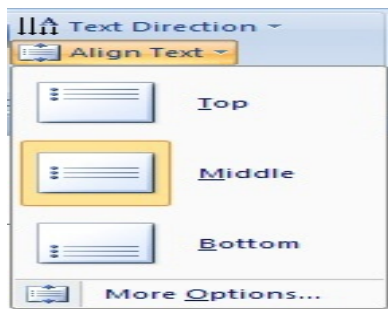 Text Direction
Align Text
Top
Middle
Bottom
More Options...